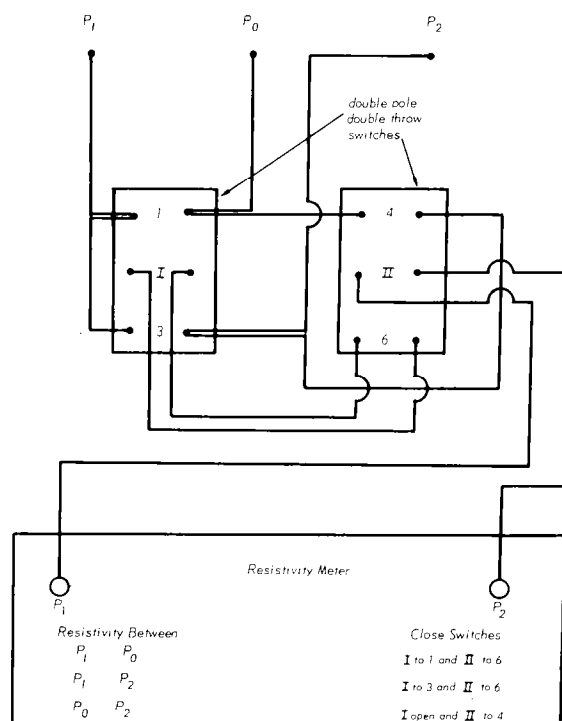 P1 P0 P2
double pole
double throw
switches
1 4
I II
3 6
Resistivity Meter
P1 P2
Resistivity Between Close Switches
P1 P0 I to 1 and II to 6
P1 P2 I to 3 and II to 6
P0 P2 I open and II to 4